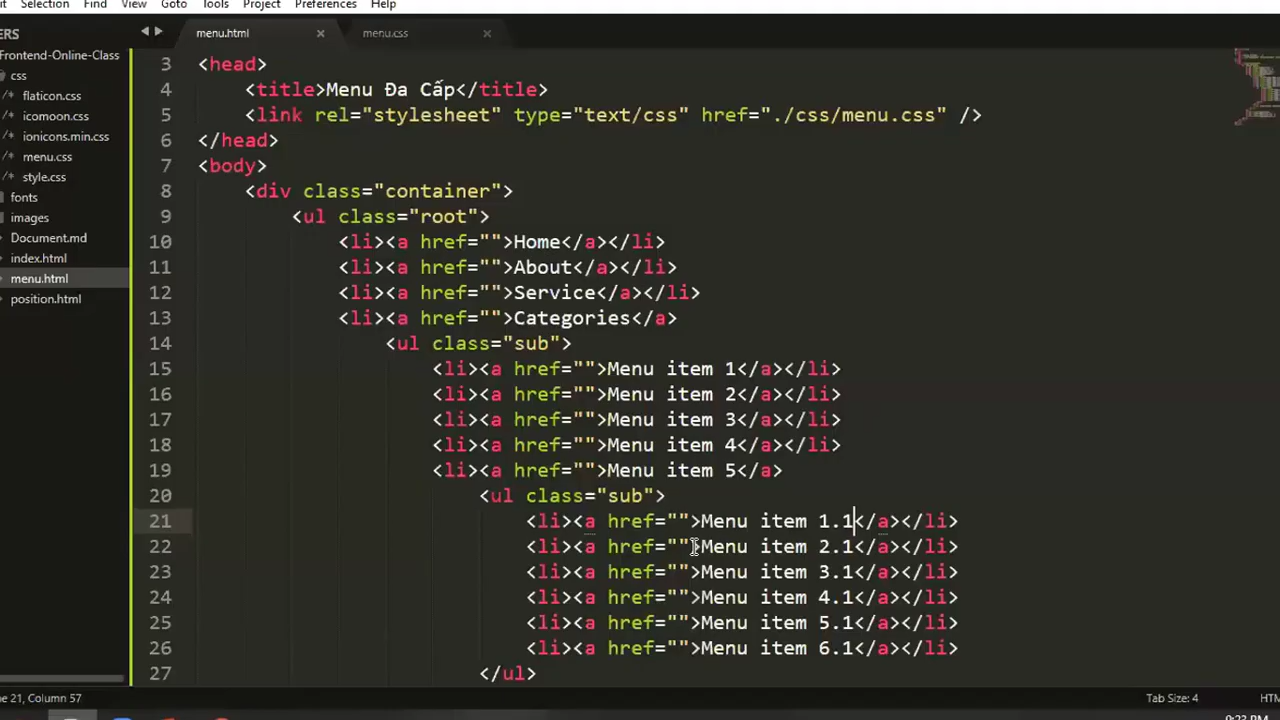 Selection Find View Goto Tools Project Preferences Help
menu.html × menu.css ×
Frontend-Online-Class
css
/* flaticon.css
/* icomoon.css
/* ionicons.min.css
/* menu.css
/* style.css
fonts
images
Document.md
index.html
menu.html
position.html
3 <head>
4 <title>Menu Đa Cấp</title>
5 <link rel="stylesheet" type="text/css" href="./css/menu.css" />
6 </head>
7 <body>
8 <div class="container">
9 <ul class="root">
10 <li><a href="">Home</a></li>
11 <li><a href="">About</a></li>
12 <li><a href="">Service</a></li>
13 <li><a href="">Categories</a>
14 <ul class="sub">
15 <li><a href="">Menu item 1</a></li>
16 <li><a href="">Menu item 2</a></li>
17 <li><a href="">Menu item 3</a></li>
18 <li><a href="">Menu item 4</a></li>
19 <li><a href="">Menu item 5</a>
20 <ul class="sub">
21 <li><a href="">Menu item 1.1</a></li>
22 <li><a href="">Menu item 2.1</a></li>
23 <li><a href="">Menu item 3.1</a></li>
24 <li><a href="">Menu item 4.1</a></li>
25 <li><a href="">Menu item 5.1</a></li>
26 <li><a href="">Menu item 6.1</a></li>
27 </ul>
21, Column 57
Tab Size: 4